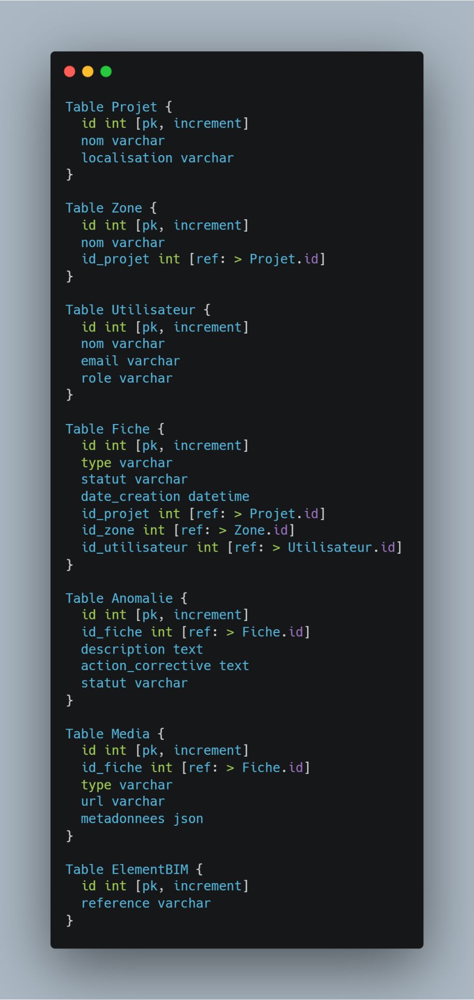 Table Projet {
  id int [pk, increment]
  nom varchar
  localisation varchar
}

Table Zone {
  id int [pk, increment]
  nom varchar
  id_projet int [ref: > Projet.id]
}

Table Utilisateur {
  id int [pk, increment]
  nom varchar
  email varchar
  role varchar
}

Table Fiche {
  id int [pk, increment]
  type varchar
  statut varchar
  date_creation datetime
  id_projet int [ref: > Projet.id]
  id_zone int [ref: > Zone.id]
  id_utilisateur int [ref: > Utilisateur.id]
}

Table Anomalie {
  id int [pk, increment]
  id_fiche int [ref: > Fiche.id]
  description text
  action_corrective text
  statut varchar
}

Table Media {
  id int [pk, increment]
  id_fiche int [ref: > Fiche.id]
  type varchar
  url varchar
  metadonnees json
}

Table ElementBIM {
  id int [pk, increment]
  reference varchar
}